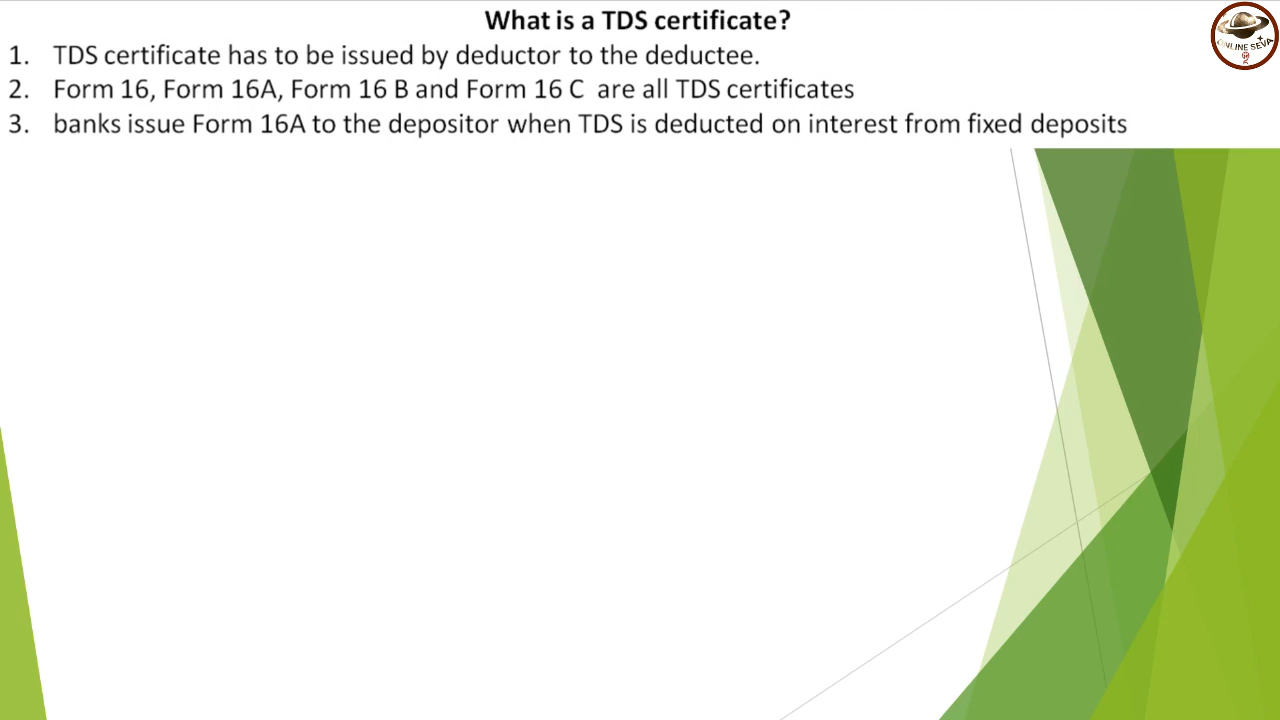 What is a TDS certificate?
1. TDS certificate has to be issued by deductor to the deductee.
2. Form 16, Form 16A, Form 16 B and Form 16 C are all TDS certificates
3. banks issue Form 16A to the depositor when TDS is deducted on interest from fixed deposits
ONLINE SEVA